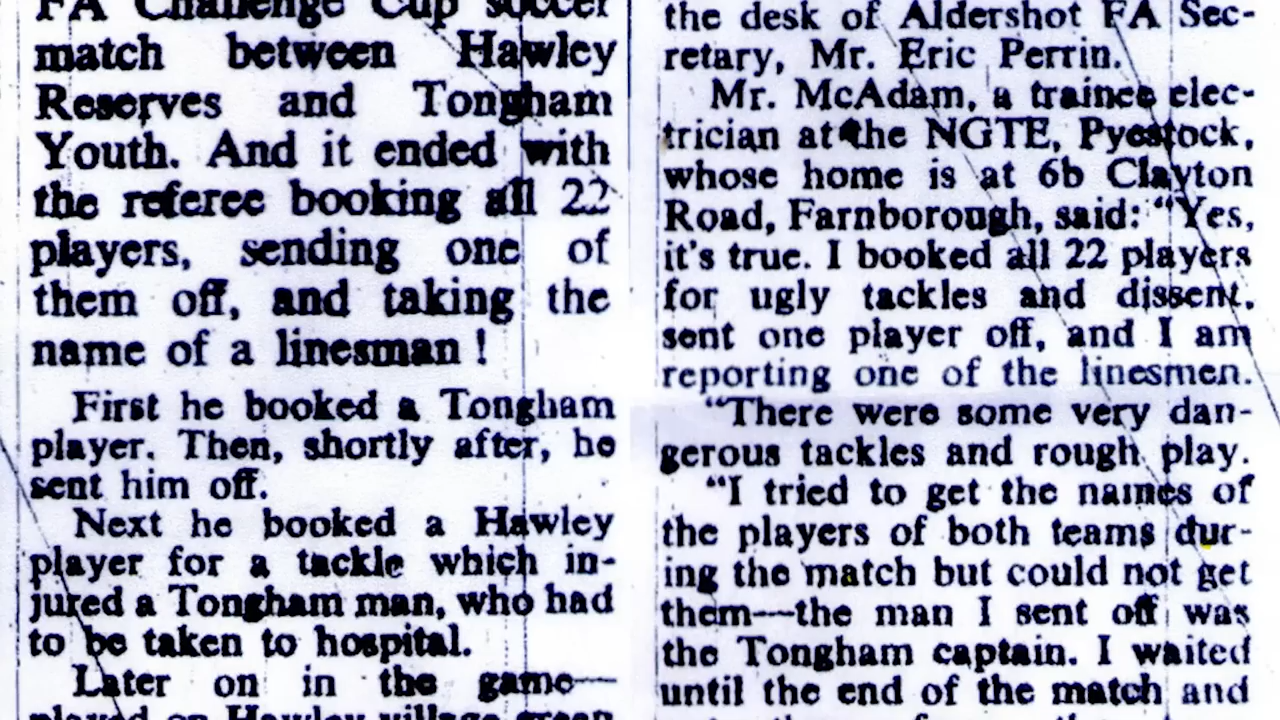 FA Challenge Cup soccer
match between Hawley
Reserves and Tongham
Youth. And it ended with
the referee booking all 22
players, sending one of
them off, and taking the
name of a linesman !
First he booked a Tongham
player. Then, shortly after, he
sent him off.
Next he booked a Hawley
player for a tackle which in-
jured a Tongham man, who had
to be taken to hospital.
Later on in the game—
played on Hawley village green
the desk of Aldershot FA Sec-
retary, Mr. Eric Perrin.
Mr. McAdam, a trainee elec-
trician at the NGTE, Pyestock,
whose home is at 6b Clayton
Road, Farnborough, said: "Yes,
it's true. I booked all 22 players
for ugly tackles and dissent,
sent one player off, and I am
reporting one of the linesmen.
"There were some very dan-
gerous tackles and rough play.
"I tried to get the names of
the players of both teams dur-
ing the match but could not get
them—the man I sent off was
the Tongham captain. I waited
until the end of the match and